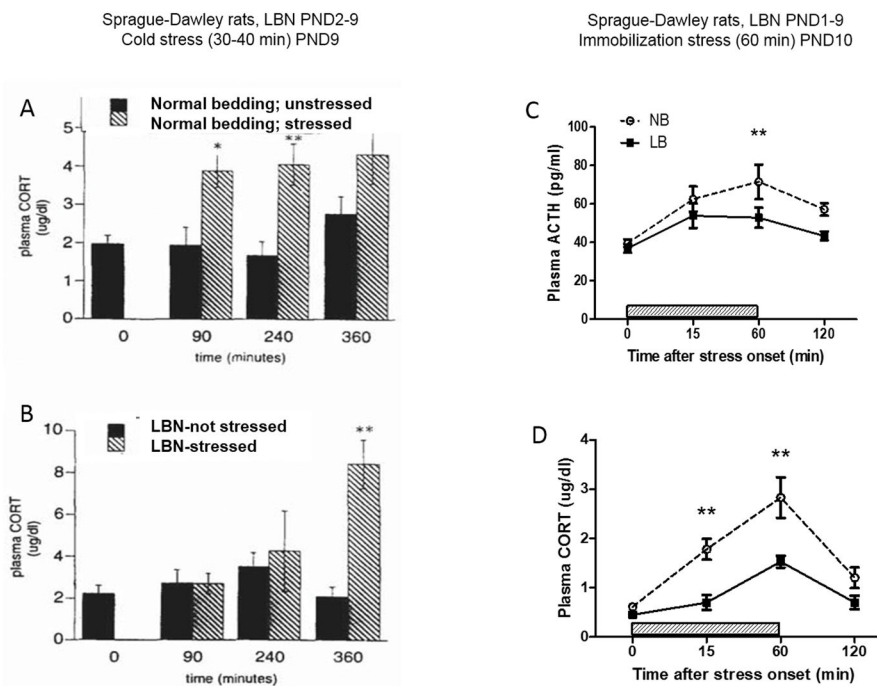 Sprague-Dawley rats, LBN PND2-9
Cold stress (30-40 min) PND9
A
Normal bedding; unstressed
Normal bedding; stressed
5
4
3
2
1
0
plasma CORT
(ug/dl)
*
**
0 90 240 360
time (minutes)
B
LBN-not stressed
LBN-stressed
10
8
6
4
2
0
plasma CORT
(ug/dl)
**
0 90 240 360
time (minutes)
Sprague-Dawley rats, LBN PND1-9
Immobilization stress (60 min) PND10
C
NB
LB
**
100
80
60
40
20
0
Plasma ACTH (pg/ml)
0 15 60 120
Time after stress onset (min)
D
4
3
2
1
0
Plasma CORT (ug/dl)
**
**
0 15 60 120
Time after stress onset (min)